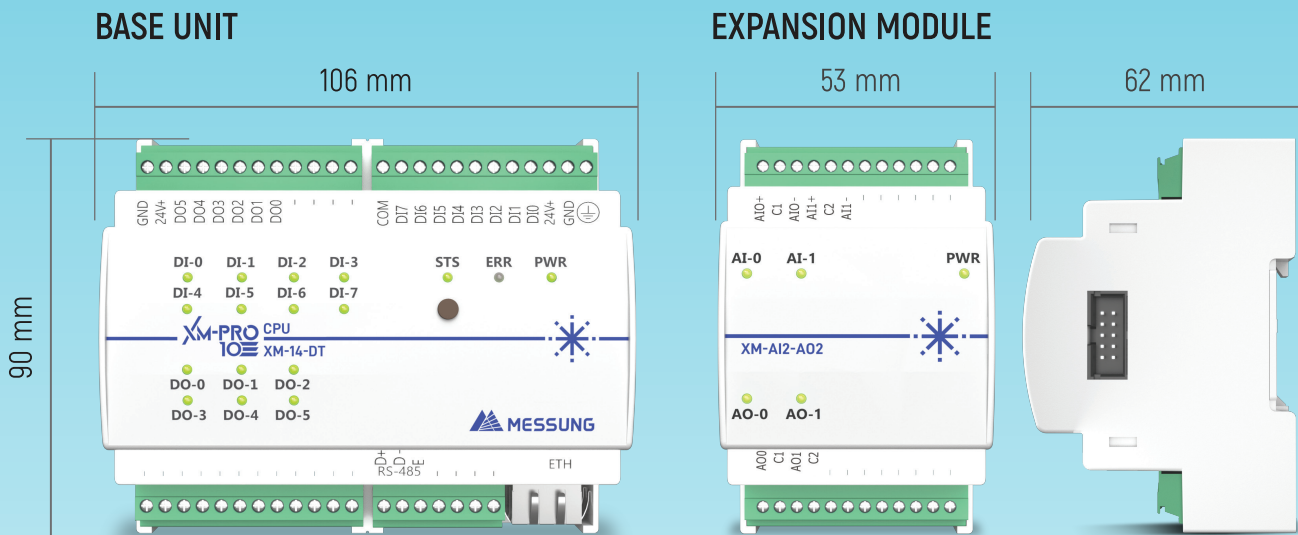 BASE UNIT
EXPANSION MODULE
106 mm
53 mm
62 mm
90 mm
GND 24V+ DO5 DO4 DO3 DO2 DO1 DO0 - - - -
COM DI7 DI6 DI5 DI4 DI3 DI2 DI1 DI0 24V+ GND
DI-0 DI-1 DI-2 DI-3 STS ERR PWR
DI-4 DI-5 DI-6 DI-7
XM-PRO CPU
10 XM-14-DT
DO-0 DO-1 DO-2
DO-3 DO-4 DO-5
MESSUNG
D+ D- E
RS-485
ETH
AI0+ C1 AI0- AI1+ C2 AI1- - - - - - -
AI-0 AI-1 PWR
XM-AI2-AO2
AO-0 AO-1
AO0 C1 AO1 C2 - - - - - - - -